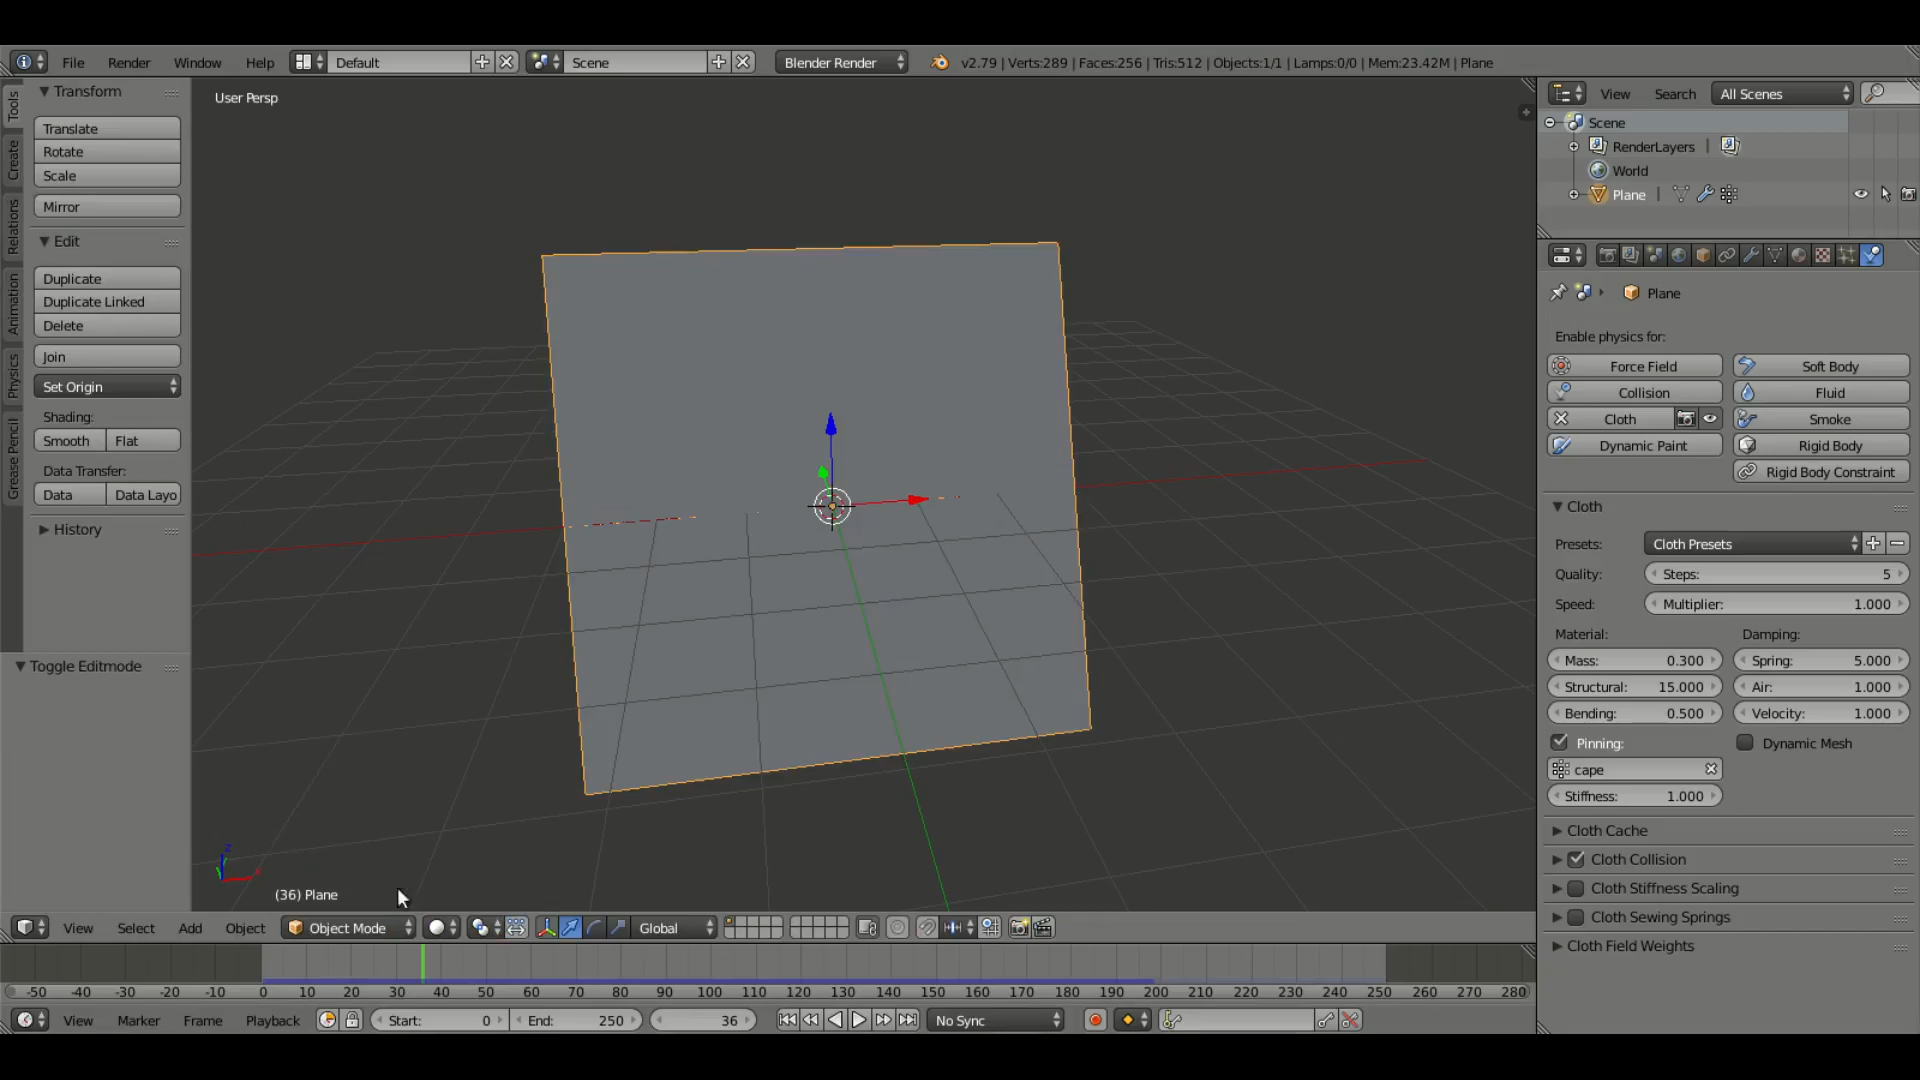 File Render Window Help Default Scene Blender Render v2.79 | Verts:289 | Faces:256 | Tris:512 | Objects:1/1 | Lamps:0/0 | Mem:23.42M | Plane
Tools
Create
Relations
Animation
Physics
Grease Pencil
Transform
Translate
Rotate
Scale
Mirror
Edit
Duplicate
Duplicate Linked
Delete
Join
Set Origin
Shading:
Smooth Flat
Data Transfer:
Data Data Layo
History
Toggle Editmode
User Persp
z
x
(36) Plane
View Search All Scenes
Scene
RenderLayers |
World
Plane |
Plane
Enable physics for:
Force Field Soft Body
Collision Fluid
Cloth Smoke
Dynamic Paint Rigid Body
Rigid Body Constraint
Cloth
Presets: Cloth Presets
Quality: Steps: 5
Speed: Multiplier: 1.000
Material: Damping:
Mass: 0.300 Spring: 5.000
Structural: 15.000 Air: 1.000
Bending: 0.500 Velocity: 1.000
Pinning: Dynamic Mesh
cape
Stiffness: 1.000
Cloth Cache
Cloth Collision
Cloth Stiffness Scaling
Cloth Sewing Springs
Cloth Field Weights
View Select Add Object Object Mode Global
-50 -40 -30 -20 -10 0 10 20 30 40 50 60 70 80 90 100 110 120 130 140 150 160 170 180 190 200 210 220 230 240 250 260 270 280
View Marker Frame Playback Start: 0 End: 250 36 No Sync